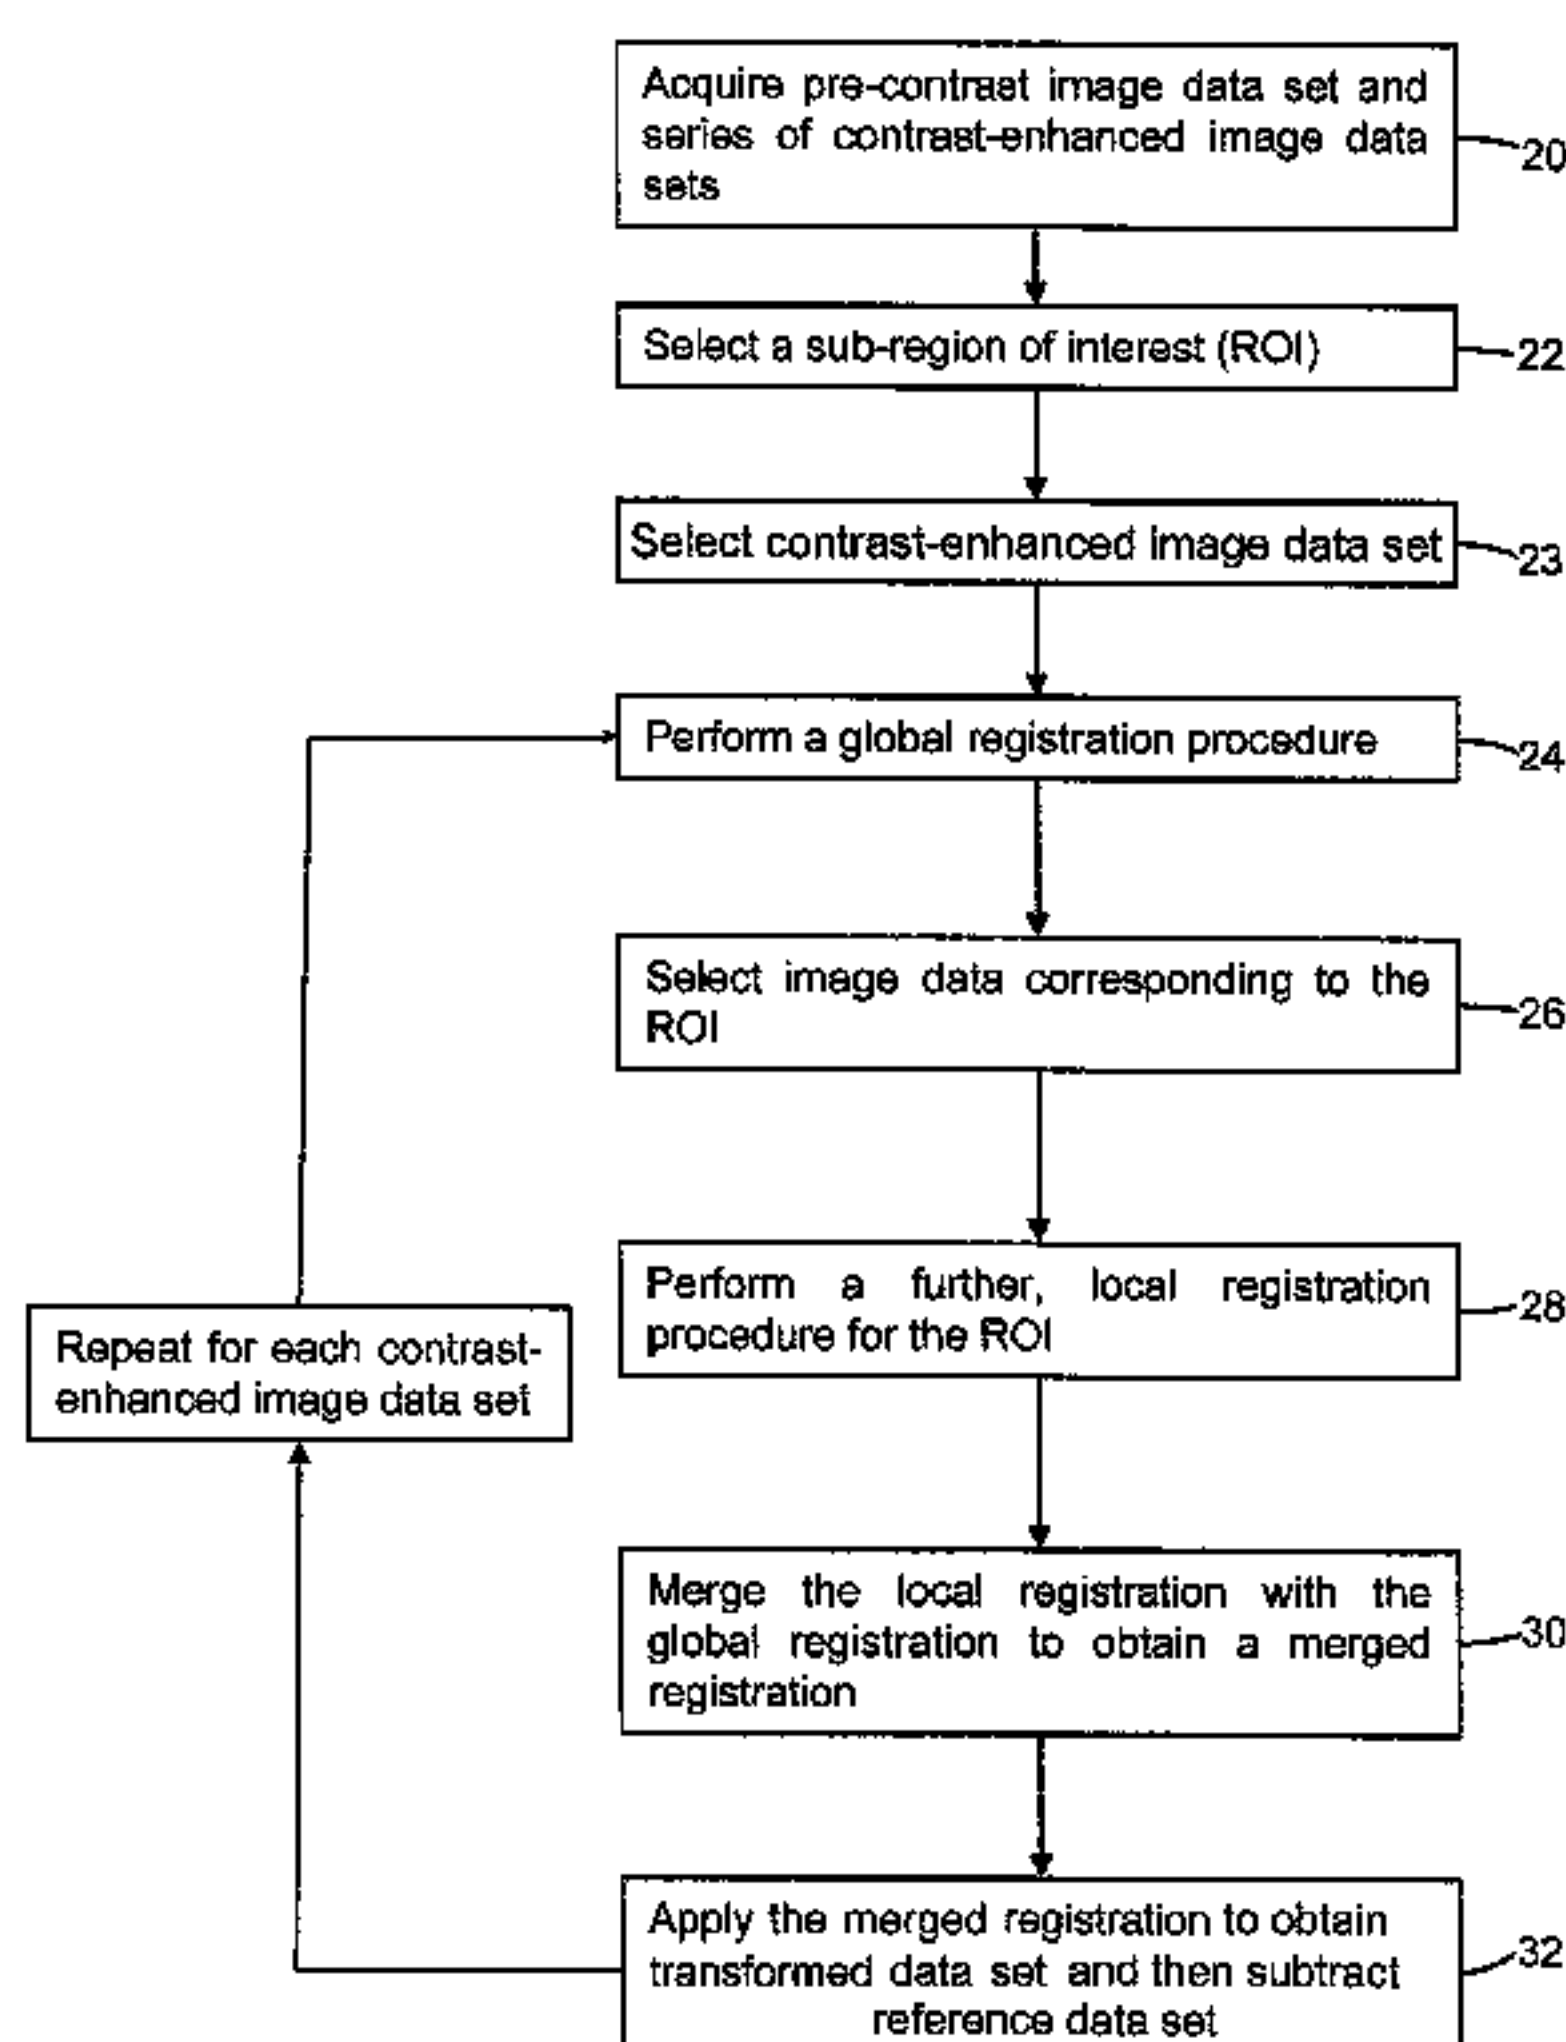 Acquire pre-contrast image data set and
series of contrast-enhanced image data
sets
20
Select a sub-region of interest (ROI)
22
Select contrast-enhanced image data set
23
Perform a global registration procedure
24
Select image data corresponding to the
ROI
26
Perform a further, local registration
procedure for the ROI
28
Repeat for each contrast-
enhanced image data set
Merge the local registration with the
global registration to obtain a merged
registration
30
Apply the merged registration to obtain
transformed data set and then subtract
reference data set
32